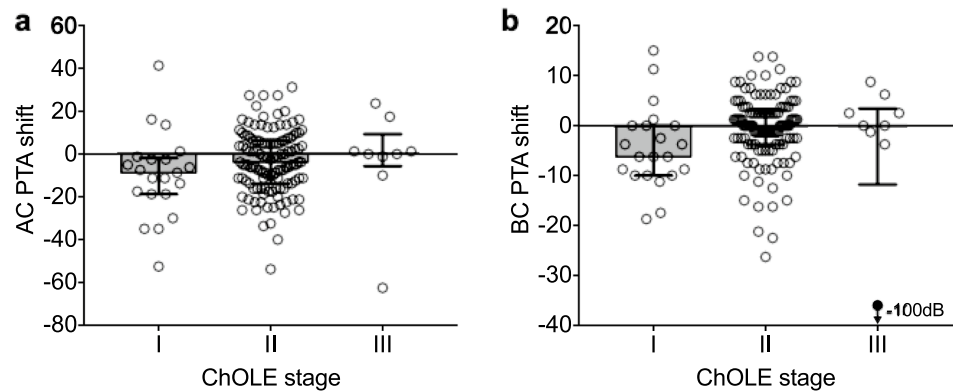 a
60
40
20
0
-20
-40
-60
-80
AC PTA shift
I II III
ChOLE stage
b
20
10
0
-10
-20
-30
-40
BC PTA shift
-100dB
I II III
ChOLE stage